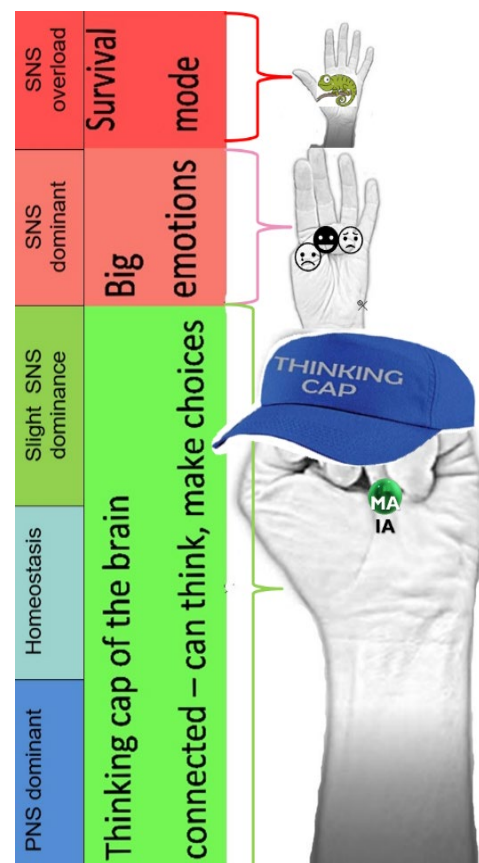 SNS
overload
Survival
mode
SNS
dominant
Big
emotions
Slight SNS
dominance
Homeostasis
PNS dominant
Thinking cap of the brain
connected – can think, make choices
THINKING
CAP
MA
IA